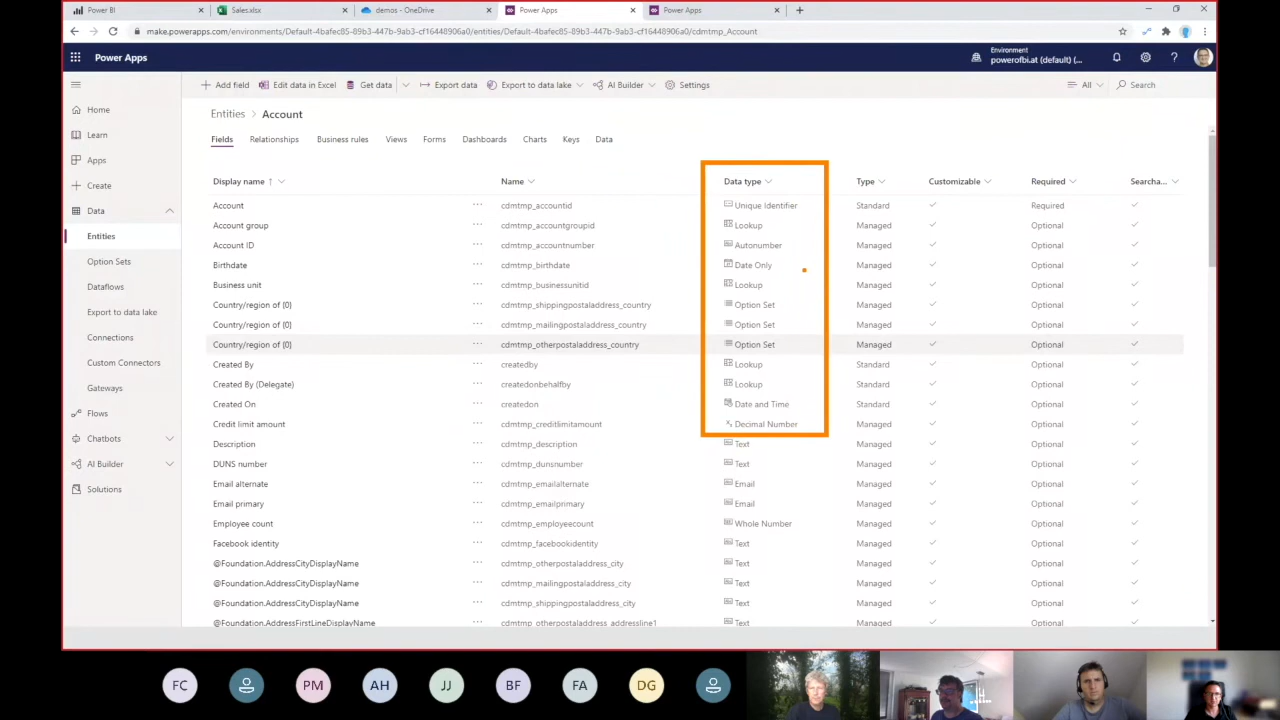 Power BI
Sales.xlsx
demos - OneDrive
Power Apps
Power Apps
make.powerapps.com/environments/Default-4bafec85-89b3-447b-9ab3-cf16448906a0/entities/Default-4bafec85-89b3-447b-9ab3-cf16448906a0/cdmtmp_Account
Power Apps
Environment
powerofbi.at (default) (...
Add field Edit data in Excel Get data Export data Export to data lake AI Builder Settings All Search
Home
Learn
Apps
Create
Data
Entities
Option Sets
Dataflows
Export to data lake
Connections
Custom Connectors
Gateways
Flows
Chatbots
AI Builder
Solutions
Entities > Account
Fields Relationships Business rules Views Forms Dashboards Charts Keys Data
Display name Name Data type Type Customizable Required Searcha...
Account ... cdmtmp_accountid Unique Identifier Standard Required
Account group ... cdmtmp_accountgroupid Lookup Managed Optional
Account ID ... cdmtmp_accountnumber Autonumber Managed Optional
Birthdate ... cdmtmp_birthdate Date Only Managed Optional
Business unit ... cdmtmp_businessunitid Lookup Managed Optional
Country/region of {0} ... cdmtmp_shippingpostaladdress_country Option Set Managed Optional
Country/region of {0} ... cdmtmp_mailingpostaladdress_country Option Set Managed Optional
Country/region of {0} ... cdmtmp_otherpostaladdress_country Option Set Managed Optional
Created By ... createdby Lookup Standard Optional
Created By (Delegate) ... createdonbehalfby Lookup Standard Optional
Created On ... createdon Date and Time Standard Optional
Credit limit amount ... cdmtmp_creditlimitamount Decimal Number Managed Optional
Description ... cdmtmp_description Text Managed Optional
DUNS number ... cdmtmp_dunsnumber Text Managed Optional
Email alternate ... cdmtmp_emailalternate Email Managed Optional
Email primary ... cdmtmp_emailprimary Email Managed Optional
Employee count ... cdmtmp_employeecount Whole Number Managed Optional
Facebook identity ... cdmtmp_facebookidentity Text Managed Optional
@Foundation.AddressCityDisplayName ... cdmtmp_otherpostaladdress_city Text Managed Optional
@Foundation.AddressCityDisplayName ... cdmtmp_mailingpostaladdress_city Text Managed Optional
@Foundation.AddressCityDisplayName ... cdmtmp_shippingpostaladdress_city Text Managed Optional
@Foundation.AddressFirstLineDisplayName ... cdmtmp_otherpostaladdress_addressline1 Text Managed Optional
FC PM AH JJ BF FA DG